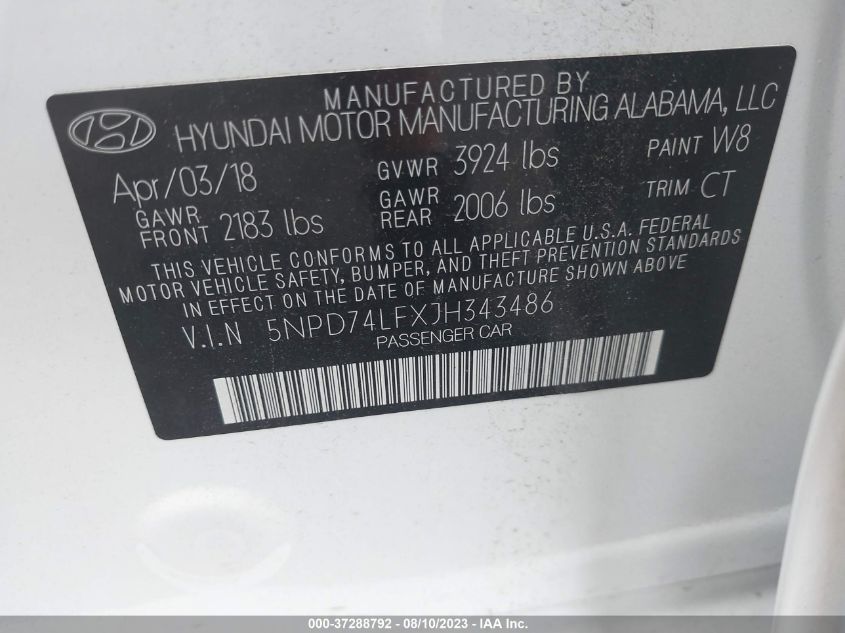 MANUFACTURED BY
HYUNDAI MOTOR MANUFACTURING ALABAMA, LLC
Apr/03/18 GVWR 3924 lbs PAINT W8
GAWR FRONT 2183 lbs GAWR REAR 2006 lbs TRIM CT
THIS VEHICLE CONFORMS TO ALL APPLICABLE U.S.A. FEDERAL
MOTOR VEHICLE SAFETY, BUMPER, AND THEFT PREVENTION STANDARDS
IN EFFECT ON THE DATE OF MANUFACTURE SHOWN ABOVE
V.I.N 5NPD74LFXJH343486
PASSENGER CAR
000-37288792 - 08/10/2023 - IAA Inc.